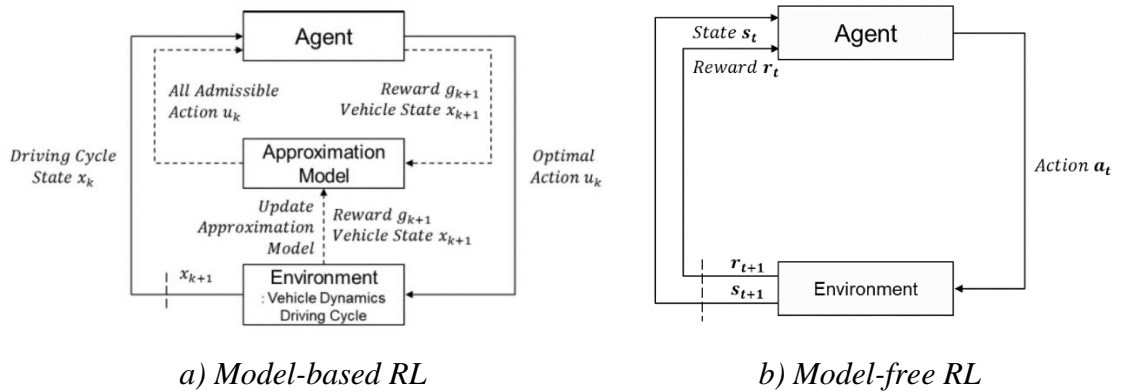 Agent
All Admissible
Action u_k
Reward g_{k+1}
Vehicle State x_{k+1}
Driving Cycle
State x_k
Approximation
Model
Optimal
Action u_k
Update
Approximation
Model
Reward g_{k+1}
Vehicle State x_{k+1}
x_{k+1}
Environment
: Vehicle Dynamics
Driving Cycle
a) Model-based RL
State s_t
Reward r_t
Agent
Action a_t
r_{t+1}
s_{t+1}
Environment
b) Model-free RL